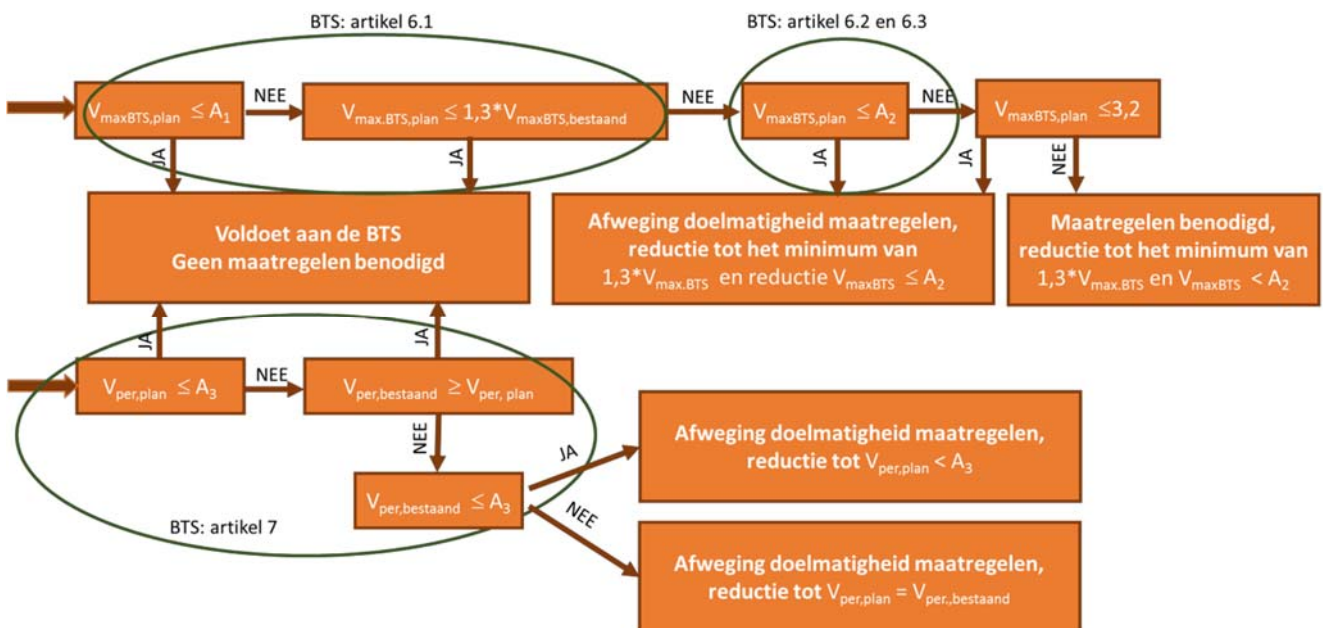 BTS: artikel 6.1
BTS: artikel 6.2 en 6.3
VmaxBTS,plan ≤ A1
NEE
Vmax.BTS,plan ≤ 1,3*VmaxBTS,bestaand
NEE
VmaxBTS,plan ≤ A2
NEE
VmaxBTS,plan ≤3,2
JA
JA
JA
JA
NEE
Voldoet aan de BTS
Geen maatregelen benodigd
Afweging doelmatigheid maatregelen,
reductie tot het minimum van
1,3*Vmax.BTS en reductie VmaxBTS ≤ A2
Maatregelen benodigd,
reductie tot het minimum van
1,3*Vmax.BTS en VmaxBTS < A2
JA
JA
Vper,plan ≤ A3
NEE
Vper,bestaand ≥ Vper, plan
NEE
Vper,bestaand ≤ A3
JA
NEE
BTS: artikel 7
Afweging doelmatigheid maatregelen,
reductie tot Vper,plan < A3
Afweging doelmatigheid maatregelen,
reductie tot Vper,plan = Vper.,bestaand